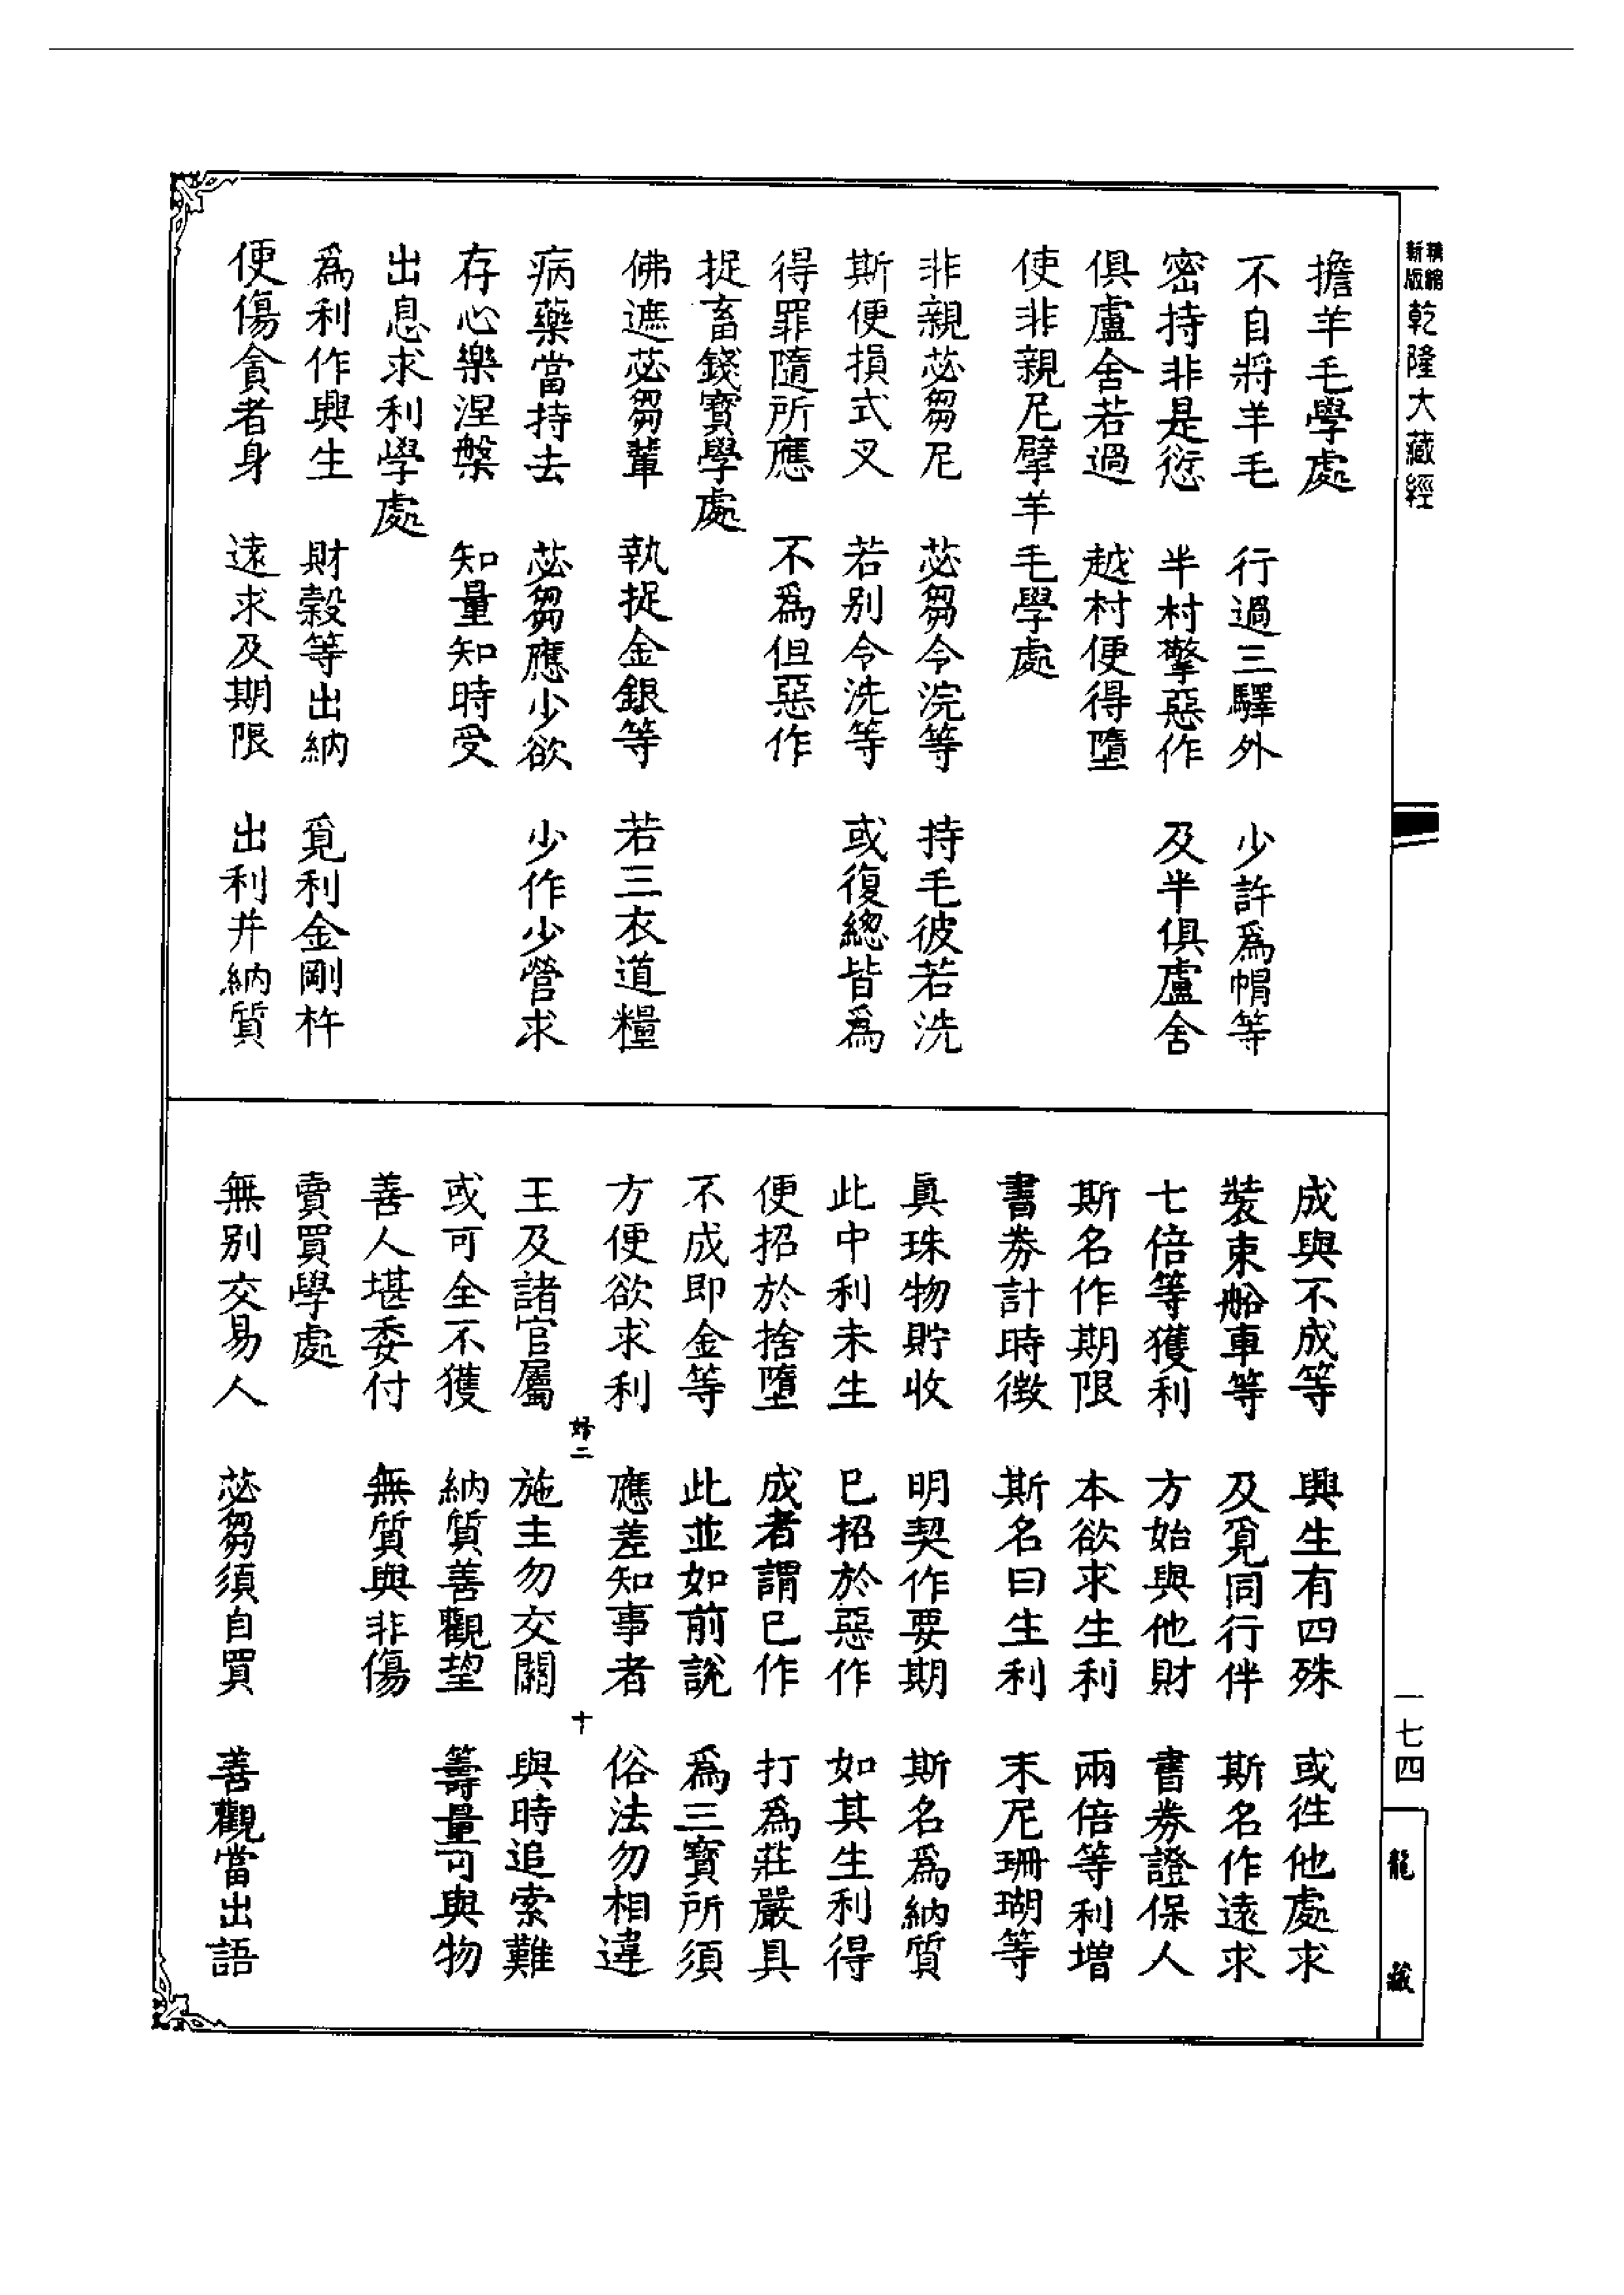 精縮新版乾隆大藏經
擔羊毛學處
不自將羊毛　行過三驛外　少許爲帽等
密持非是愆　半村擎惡作　及半俱盧舍
俱盧舍若過　越村便得墮
使非親尼擘羊毛學處
非親苾芻尼　苾芻令浣等　持毛彼若洗
斯便損式叉　若别令洗等　或復總皆爲
得罪隨所應　不爲但惡作
捉畜錢寳學處
佛遮苾芻輩　執捉金銀等　若三衣道糧
病藥當持去　苾芻應少欲　少作少營求
存心樂涅槃　知量知時受
出息求利學處
爲利作興生　財穀等出納　覓利金剛杵
便傷貪者身　遠求及期限　出利并納質
成與不成等　興生有四殊　或往他處求
裝束船車等　及覓同行伴　斯名作遠求
七倍等獲利　方始與他財　書券證保人
斯名作期限　本欲求生利　兩倍等利增
書券計時徴　斯名曰生利　末尼珊瑚等
眞珠物貯收　明契作要期　斯名爲納質
此中利未生　已招於惡作　如其生利得
便招於捨墮　成者謂已作　打爲莊嚴具
不成即金等　此並如前說　爲三寳所須
方便欲求利　應差知事者　俗法勿相違
婦二　十
王及諸官屬　施主勿交關　與時追索難
或可全不獲　納質善觀望　籌量可與物
善人堪委付　無質與非傷
賣買學處
無别交易人　苾芻須自買　善觀當出語
一七四
龍藏